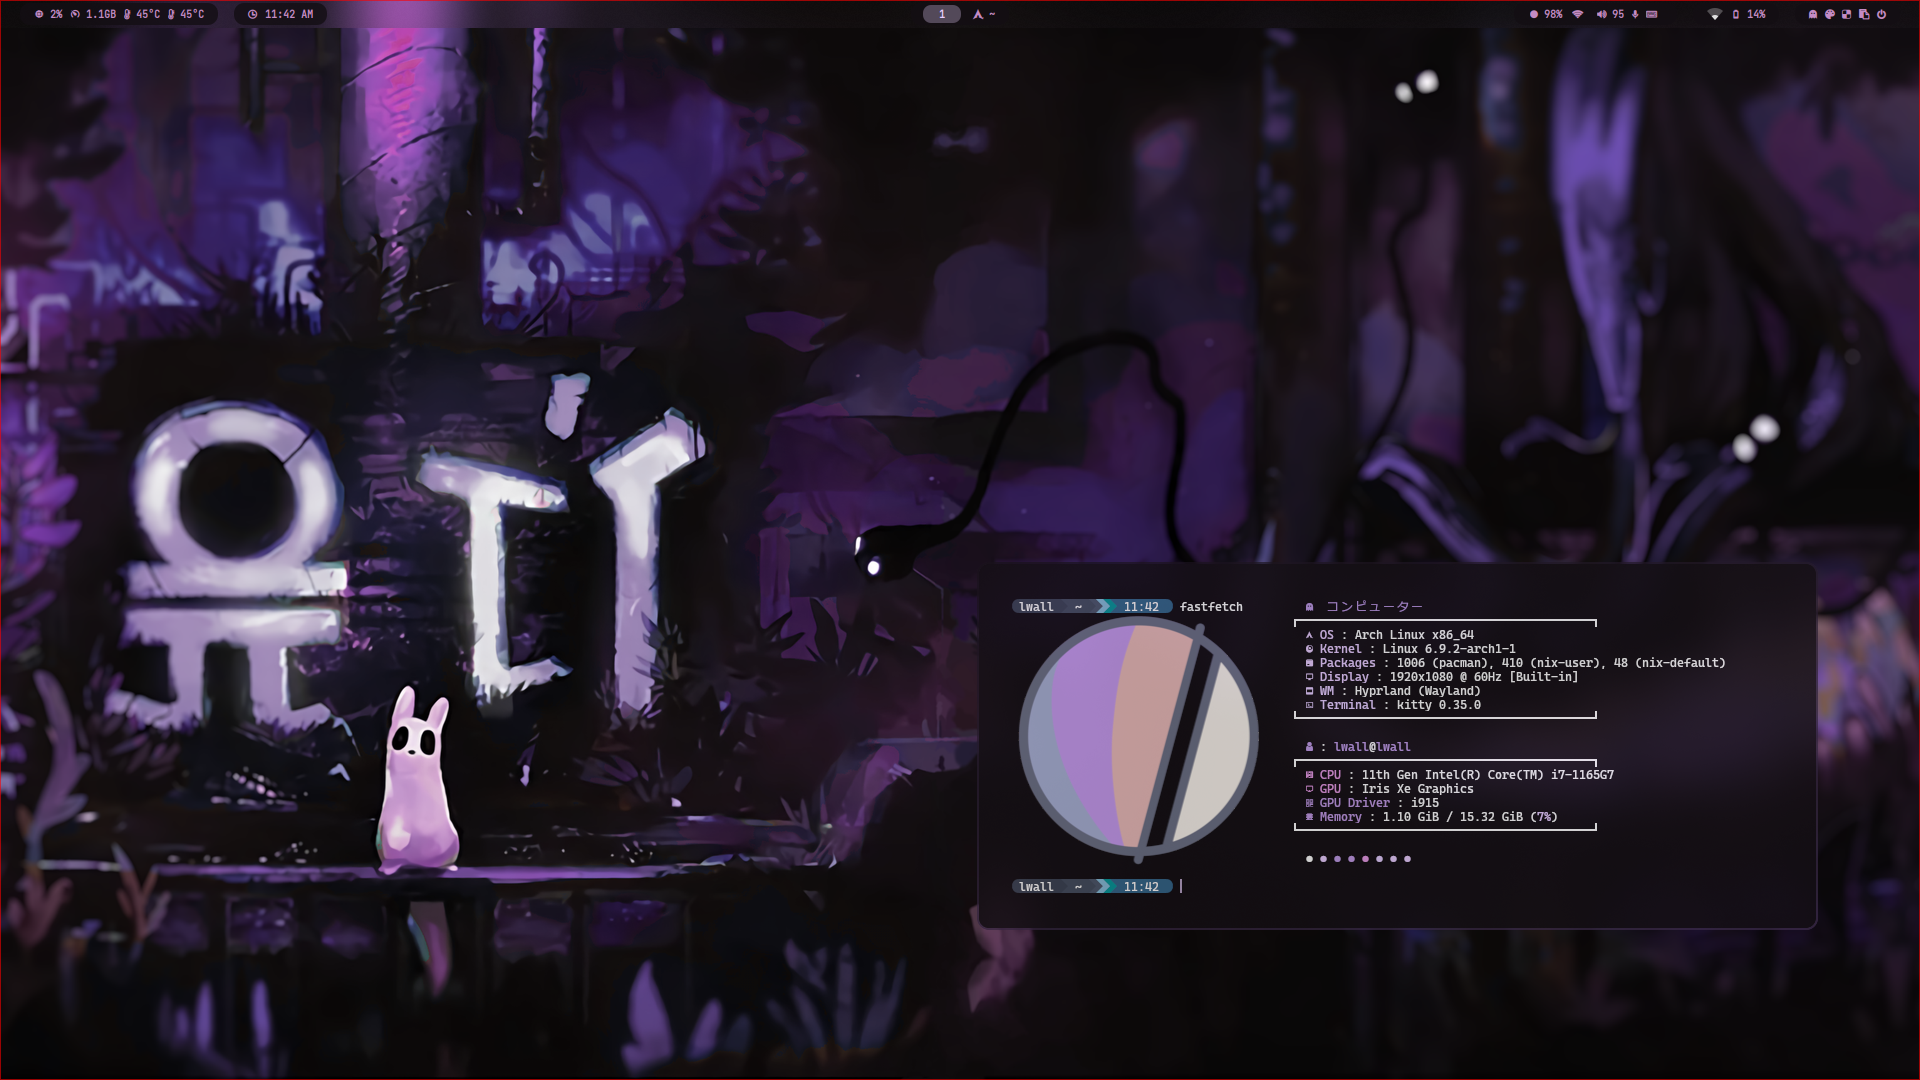 2% 1.1GB 45°C 45°C 11:42 AM 1 ~ 98% 95 14%
lwall ~ 11:42 fastfetch
コンピューター
OS : Arch Linux x86_64
Kernel : Linux 6.9.2-arch1-1
Packages : 1006 (pacman), 410 (nix-user), 48 (nix-default)
Display : 1920x1080 @ 60Hz [Built-in]
WM : Hyprland (Wayland)
Terminal : kitty 0.35.0
: lwall@lwall
CPU : 11th Gen Intel(R) Core(TM) i7-1165G7
GPU : Iris Xe Graphics
GPU Driver : i915
Memory : 1.10 GiB / 15.32 GiB (7%)
lwall ~ 11:42